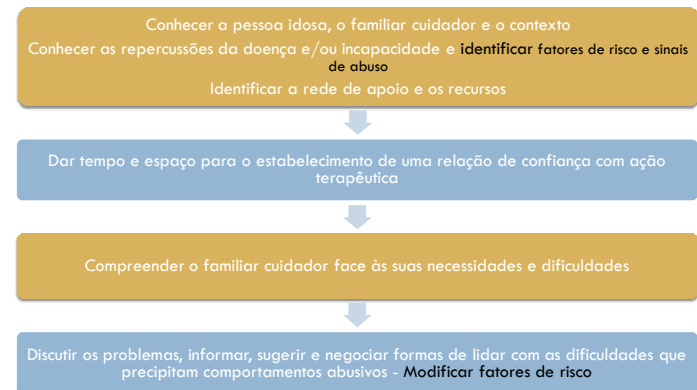 Conhecer a pessoa idosa, o familiar cuidador e o contexto
Conhecer as repercussões da doença e/ou incapacidade e identificar fatores de risco e sinais
de abuso
Identificar a rede de apoio e os recursos
Dar tempo e espaço para o estabelecimento de uma relação de confiança com ação
terapêutica
Compreender o familiar cuidador face às suas necessidades e dificuldades
Discutir os problemas, informar, sugerir e negociar formas de lidar com as dificuldades que
precipitam comportamentos abusivos - Modificar fatores de risco